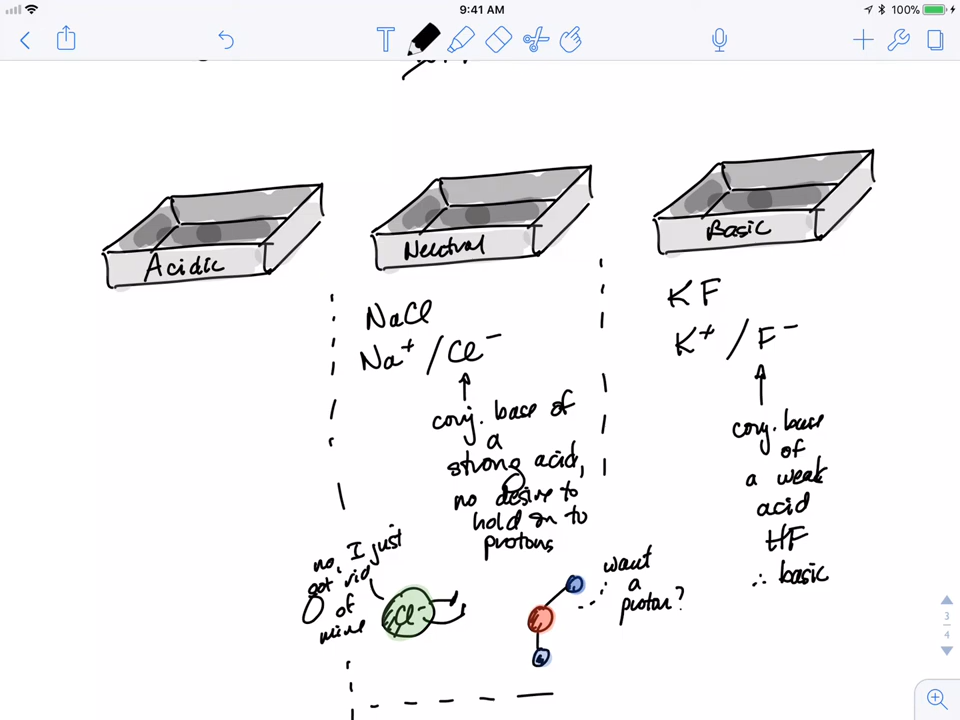 9:41 AM
100%
T
Acidic
Neutral
Basic
NaCl
Na⁺ / Cl⁻
conj. base of
a
strong acid,
no desire to
hold on to
protons
no, I just
got rid
of
mine
Cl⁻
want
a
proton?
KF
K⁺ / F⁻
conj. base
of
a weak
acid
HF
∴ basic
3
4